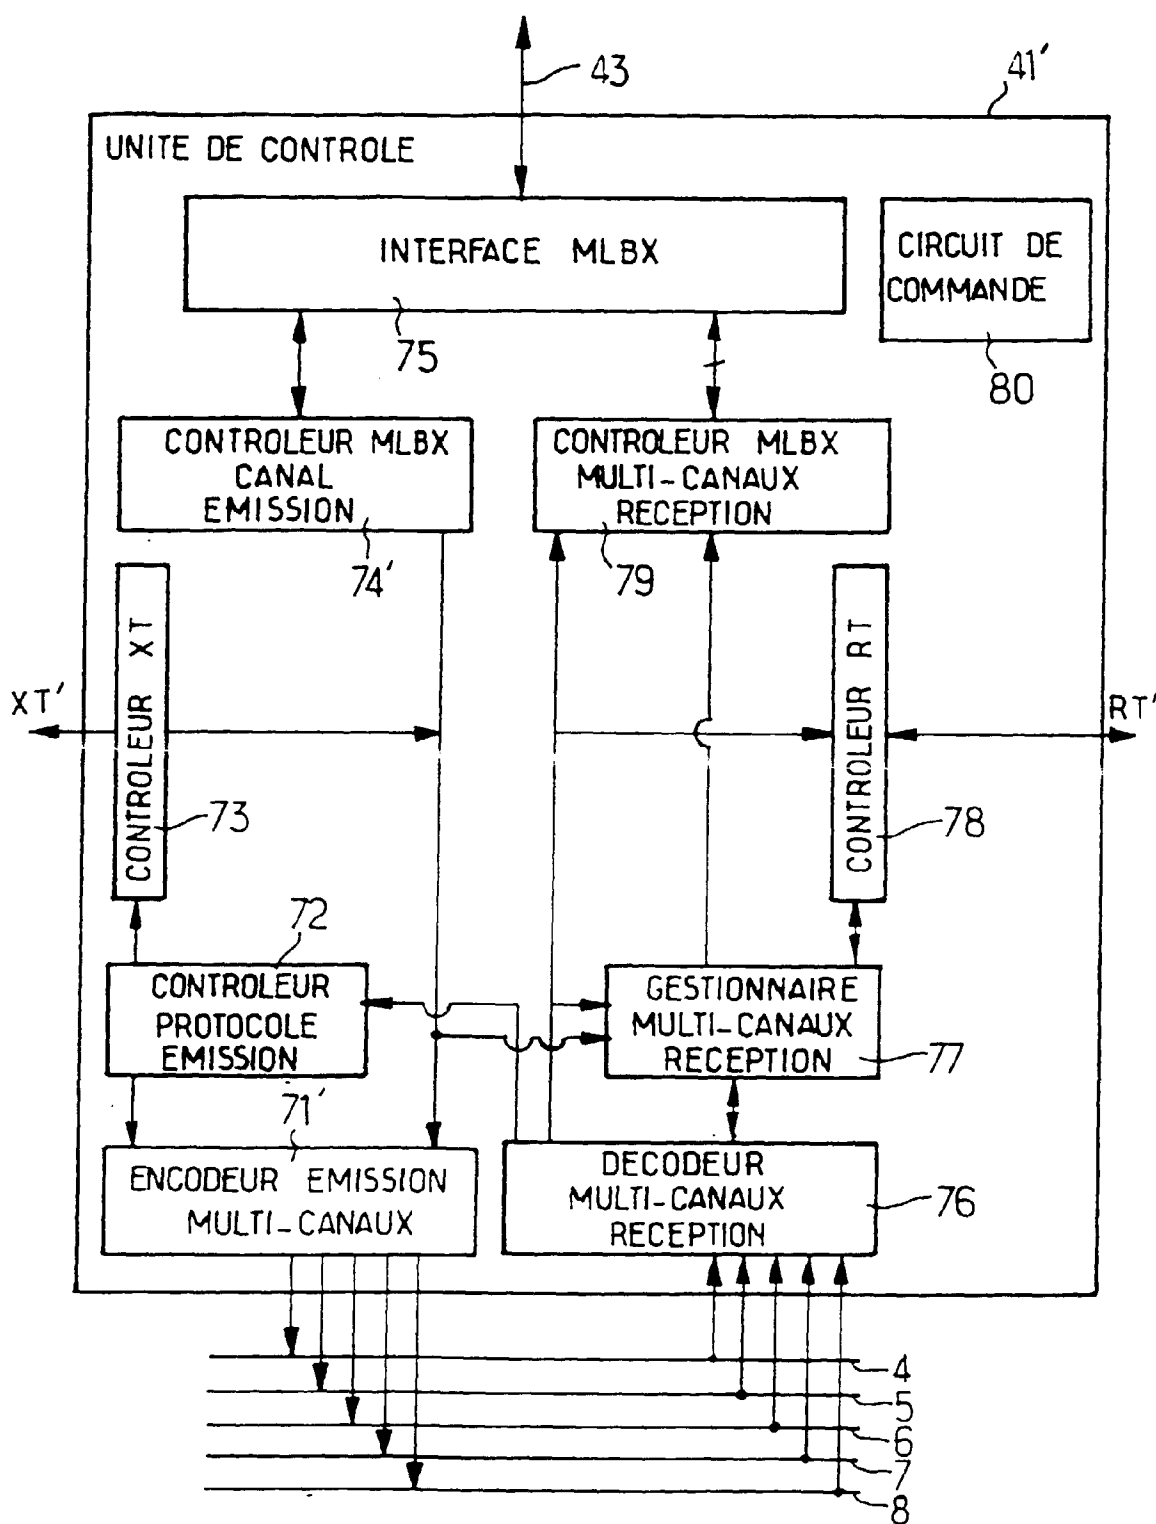 43
41'
UNITE DE CONTROLE
INTERFACE MLBX
75
CIRCUIT DE
COMMANDE
80
CONTROLEUR MLBX
CANAL
EMISSION
74'
CONTROLEUR MLBX
MULTI-CANAUX
RECEPTION
79
XT'
CONTROLEUR XT
73
CONTROLEUR RT
78
RT'
72
CONTROLEUR
PROTOCOLE
EMISSION
GESTIONNAIRE
MULTI-CANAUX
RECEPTION
77
71'
ENCODEUR EMISSION
MULTI-CANAUX
DECODEUR
MULTI-CANAUX
RECEPTION
76
4
5
6
7
8